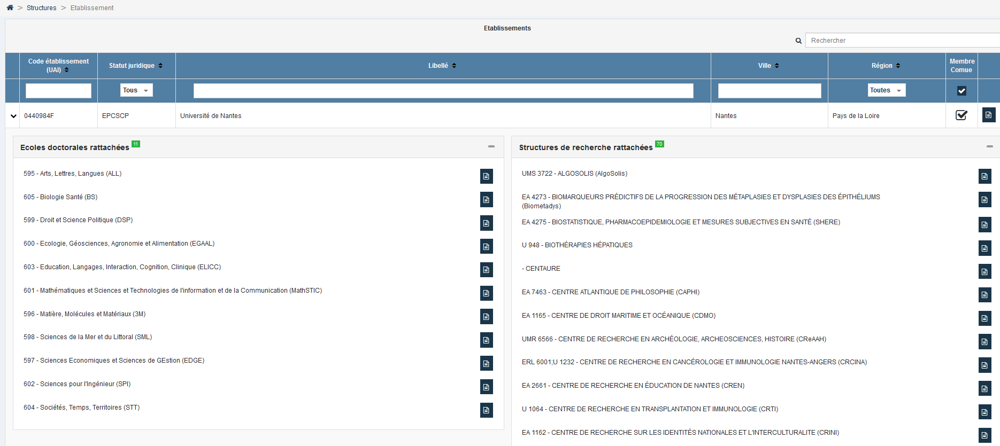 > Structures > Etablissement
Etablissements
Rechercher
Code établissement
(UAI)
Statut juridique
Libellé
Ville
Région
Membre
Comue
Tous
Toutes
0440984F
EPCSCP
Université de Nantes
Nantes
Pays de la Loire
Ecoles doctorales rattachées 11
595 - Arts, Lettres, Langues (ALL)
605 - Biologie Santé (BS)
599 - Droit et Science Politique (DSP)
600 - Ecologie, Géosciences, Agronomie et Alimentation (EGAAL)
603 - Education, Langages, Interaction, Cognition, Clinique (ELICC)
601 - Mathématiques et Sciences et Technologies de l'information et de la Communication (MathSTIC)
596 - Matière, Molécules et Matériaux (3M)
598 - Sciences de la Mer et du Littoral (SML)
597 - Sciences Economiques et Sciences de GEstion (EDGE)
602 - Sciences pour l'Ingénieur (SPI)
604 - Sociétés, Temps, Territoires (STT)
Structures de recherche rattachées 70
UMS 3722 - ALGOSOLIS (AlgoSolis)
EA 4273 - BIOMARQUEURS PRÉDICTIFS DE LA PROGRESSION DES MÉTAPLASIES ET DYSPLASIES DES ÉPITHÉLIUMS
(Biometadys)
EA 4275 - BIOSTATISTIQUE, PHARMACOEPIDEMIOLOGIE ET MESURES SUBJECTIVES EN SANTÉ (SHERE)
U 948 - BIOTHÉRAPIES HÉPATIQUES
- CENTAURE
EA 7463 - CENTRE ATLANTIQUE DE PHILOSOPHIE (CAPHI)
EA 1165 - CENTRE DE DROIT MARITIME ET OCÉANIQUE (CDMO)
UMR 6566 - CENTRE DE RECHERCHE EN ARCHÉOLOGIE, ARCHEOSCIENCES, HISTOIRE (CReAAH)
ERL 6001;U 1232 - CENTRE DE RECHERCHE EN CANCÉROLOGIE ET IMMUNOLOGIE NANTES-ANGERS (CRCINA)
EA 2661 - CENTRE DE RECHERCHE EN ÉDUCATION DE NANTES (CREN)
U 1064 - CENTRE DE RECHERCHE EN TRANSPLANTATION ET IMMUNOLOGIE (CRTI)
EA 1162 - CENTRE DE RECHERCHE SUR LES IDENTITÉS NATIONALES ET L'INTERCULTURALITE (CRINI)